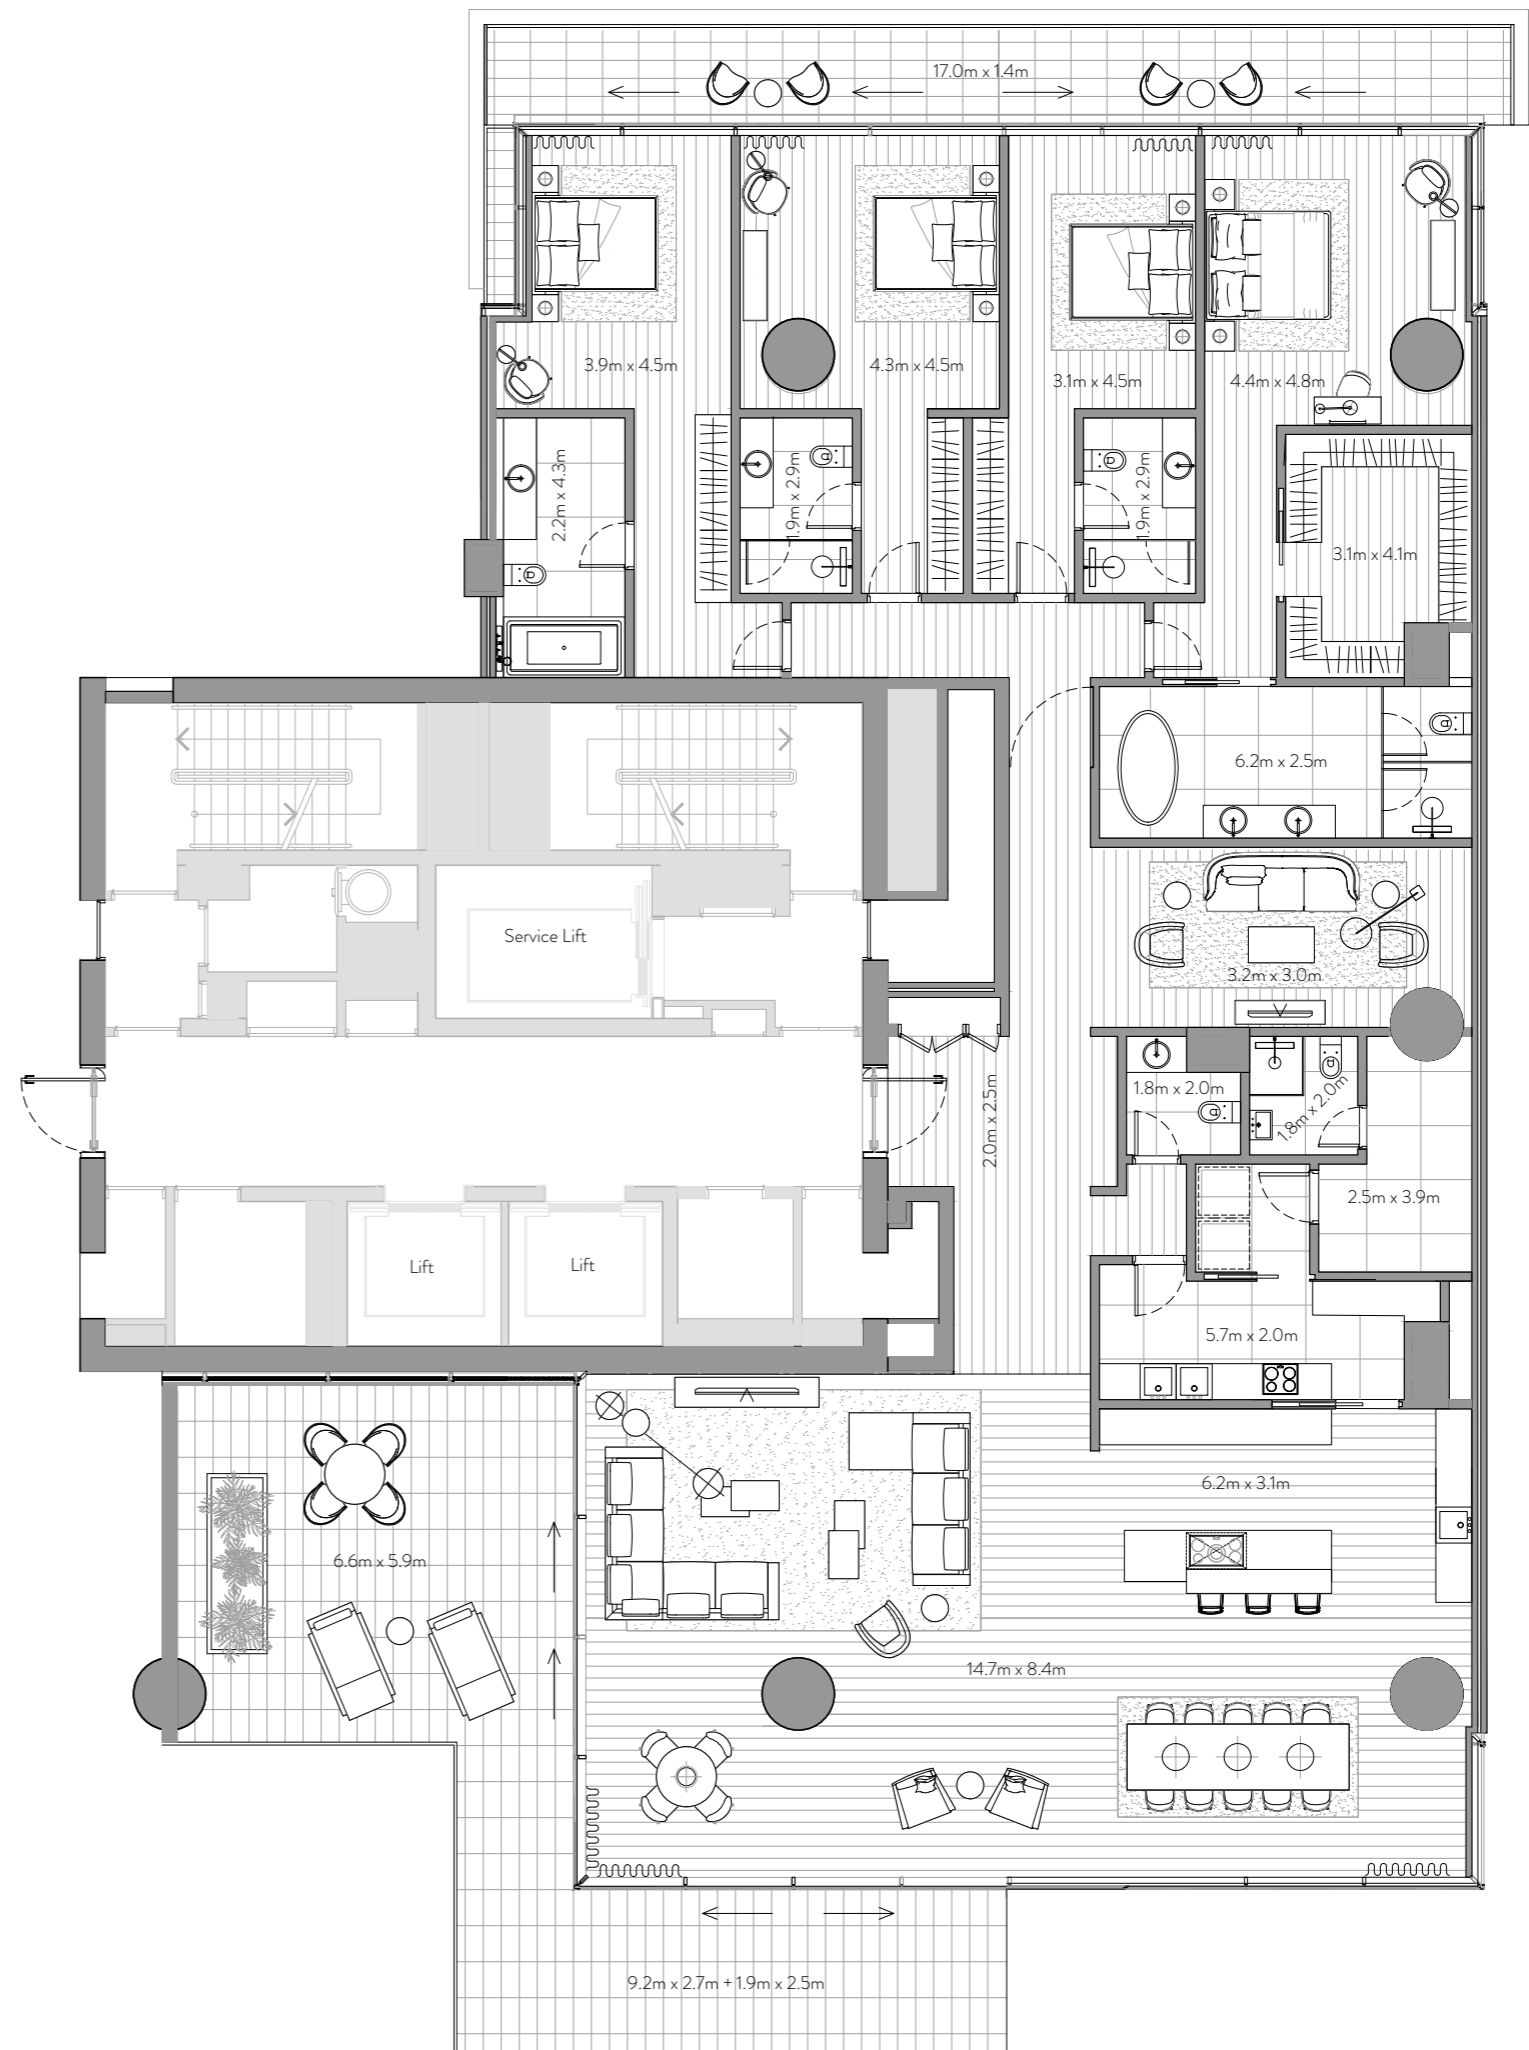 17.0m x 1.4m
3.9m x 4.5m
4.3m x 4.5m
3.1m x 4.5m
4.4m x 4.8m
2.2m x 4.3m
1.9m x 2.9m
1.9m x 2.9m
3.1m x 4.1m
6.2m x 2.5m
Service Lift
3.2m x 3.0m
2.0m x 2.5m
1.8m x 2.0m
1.8m x 2.0m
2.5m x 3.9m
Lift
Lift
5.7m x 2.0m
6.2m x 3.1m
6.6m x 5.9m
14.7m x 8.4m
9.2m x 2.7m + 1.9m x 2.5m